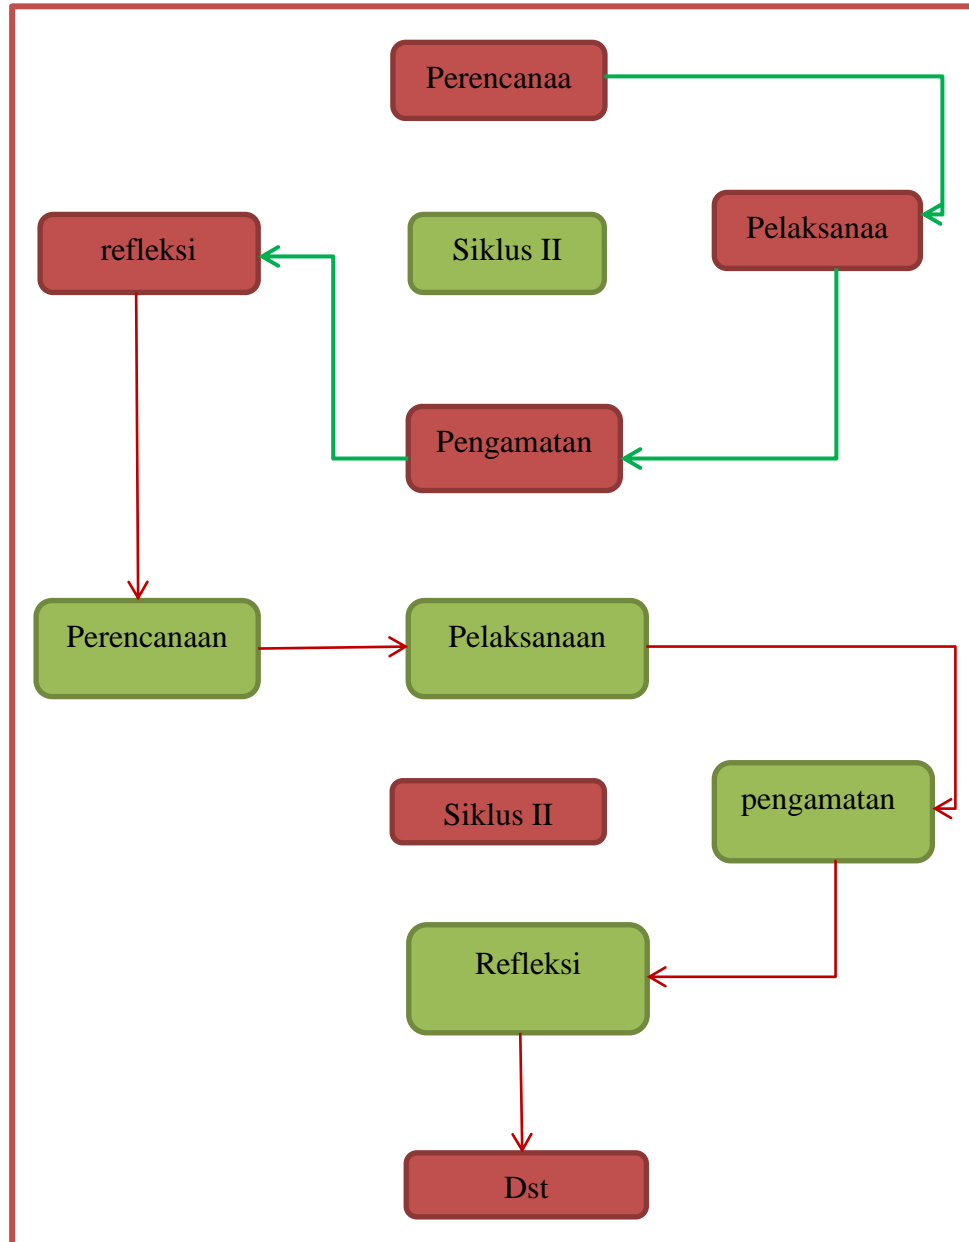 Perencanaa
refleksi
Siklus II
Pelaksanaa
Pengamatan
Perencanaan
Pelaksanaan
Siklus II
pengamatan
Refleksi
Dst